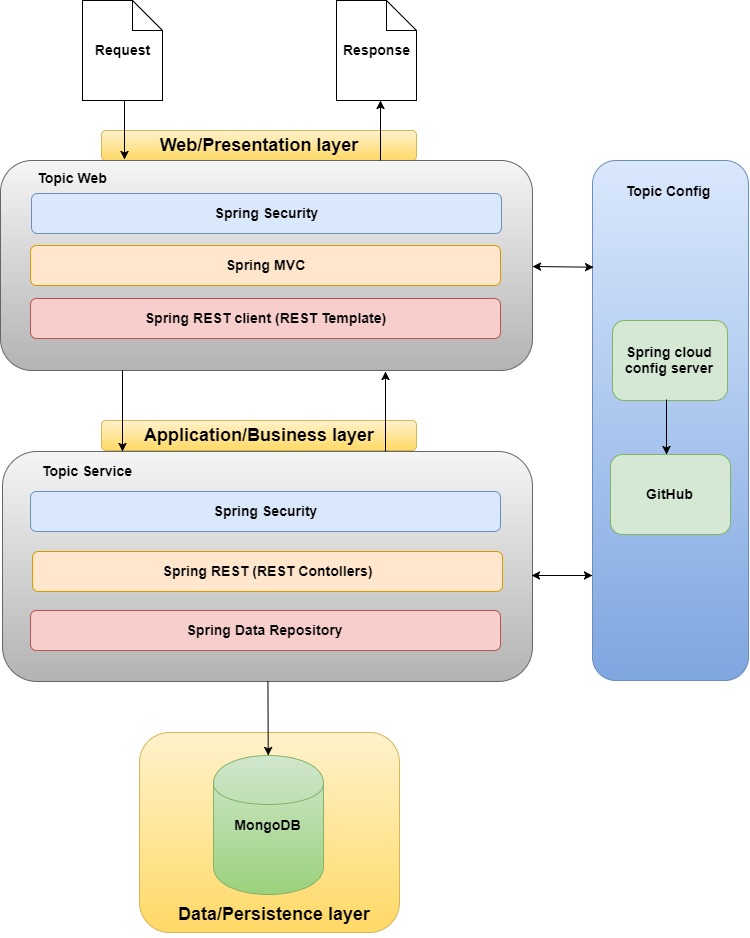 Request
Response
Web/Presentation layer
Topic Web
Spring Security
Spring MVC
Spring REST client (REST Template)
Topic Config
Spring cloud
config server
GitHub
Application/Business layer
Topic Service
Spring Security
Spring REST (REST Contollers)
Spring Data Repository
MongoDB
Data/Persistence layer